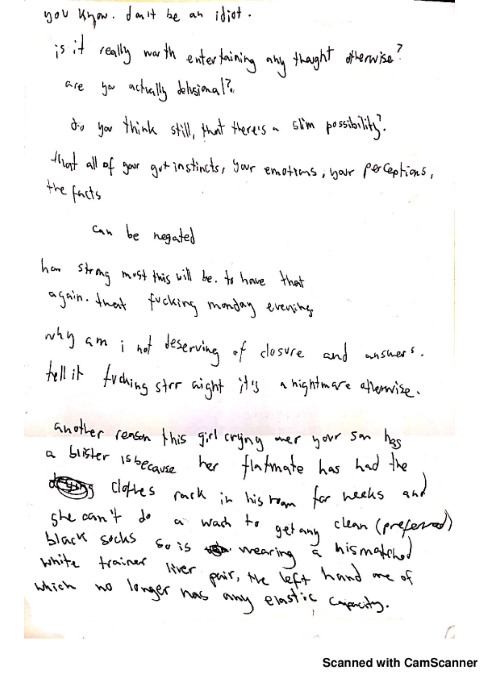 you know. don't be an idiot.
is it really worth entertaining any thought otherwise?
are you actually delusional?
do you think still, that there's a slim possibility?
that all of your gut instincts, your emotions, your perceptions,
the facts
can be negated
how strong must this will be. to have that
again. that fucking monday evening
why am i not deserving of closure and answers.
tell it fucking straight it's a nightmare otherwise.
another reason this girl crying over your son has
a blister is because her flatmate has had the
clothes rack in his room for weeks and
she can't do a wash to get any clean (preferred)
black socks so is wearing a mismatched
white trainer liner pair, the left hand one of
which no longer has any elastic capacity.
Scanned with CamScanner